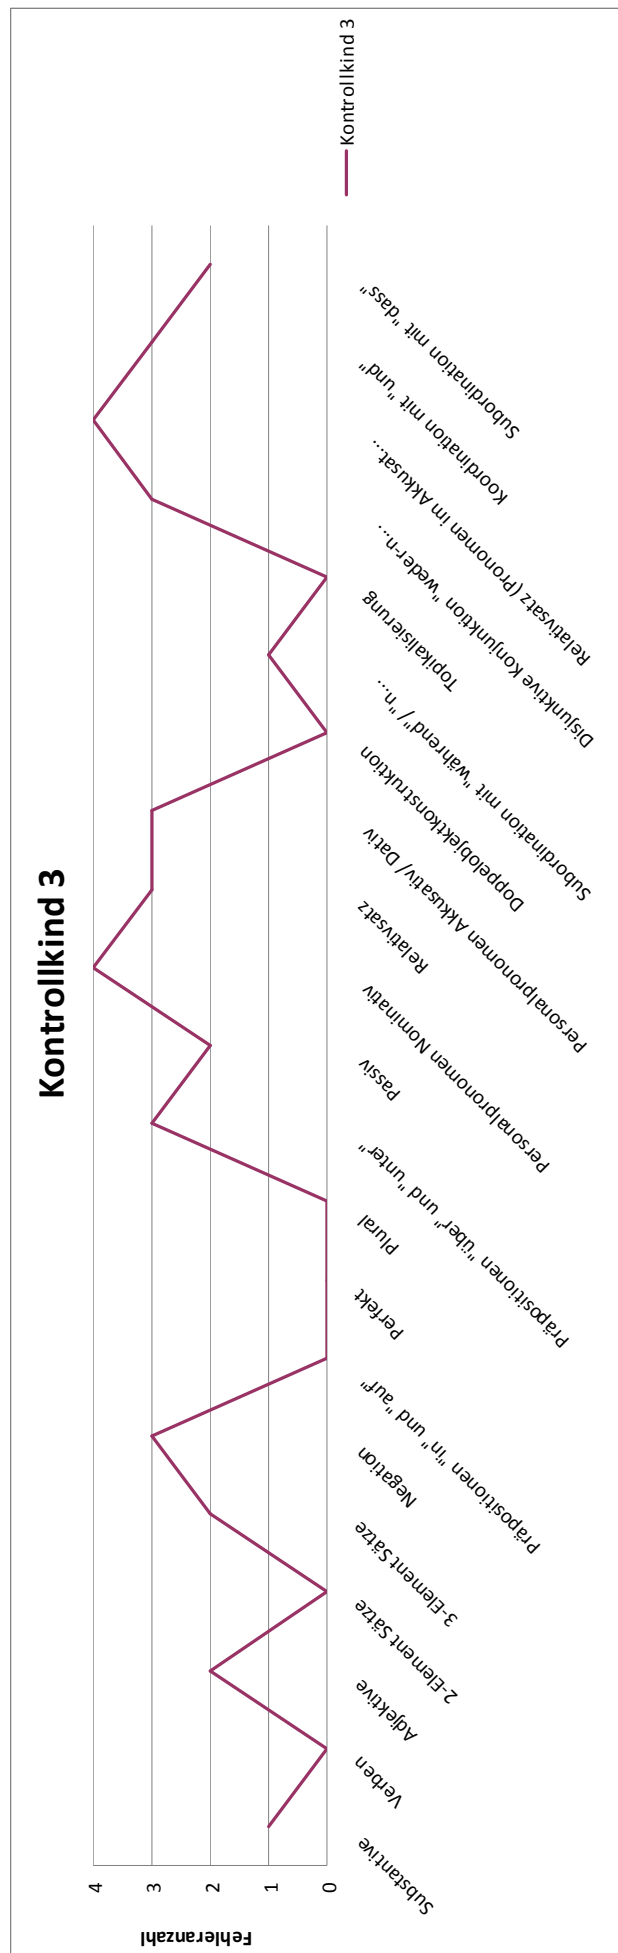 Kontrollkind 3
Fehleranzahl
4
3
2
1
0
Substantive
Verben
Adjektive
2-Element Sätze
3-Element Sätze
Negation
Präpositionen "in" und "auf"
Perfekt
Plural
Präpositionen "über" und "unter"
Passiv
Personalpronomen Nominativ
Relativsatz
Personalpronomen Akkusativ/ Dativ
Doppelobjektkonstruktion
Subordination mit "während"/ "n...
Topikalisierung
Disjunktive Konjunktion "weder-n...
Relativsatz (Pronomen im Akkusat...
Koordination mit "und"
Subordination mit "dass"
Kontrollkind 3